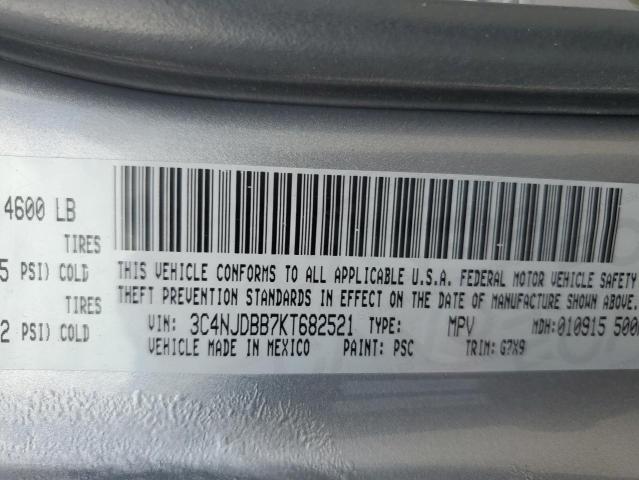 4600 LB
TIRES
5 PSI) COLD
TIRES
2 PSI) COLD
THIS VEHICLE CONFORMS TO ALL APPLICABLE U.S.A. FEDERAL MOTOR VEHICLE SAFETY
THEFT PREVENTION STANDARDS IN EFFECT ON THE DATE OF MANUFACTURE SHOWN ABOVE.
VIN: 3C4NJDBB7KT682521 TYPE: MPV MDH: 010915 500
VEHICLE MADE IN MEXICO PAINT: PSC TRIM: G7X9